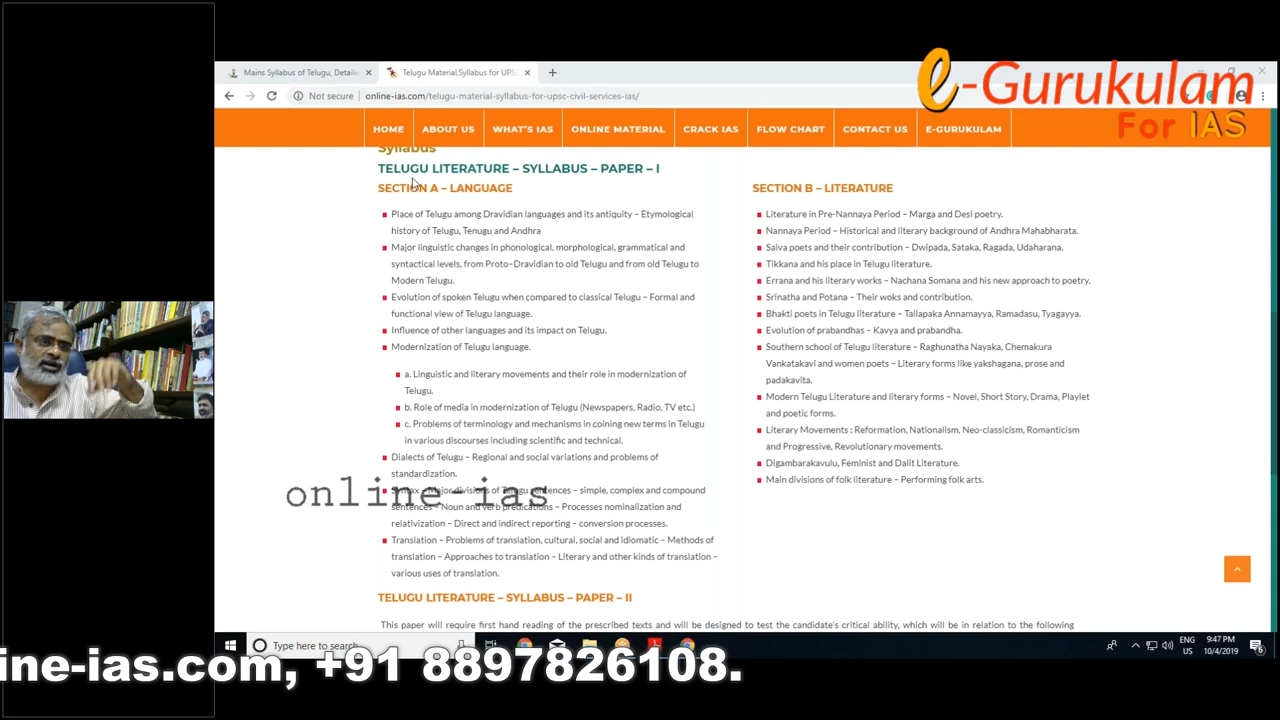 e-Gurukulam
For IAS
Mains Syllabus of Telugu, Detaile
Telugu Material,Syllabus for UPS
Not secure
online-ias.com/telugu-material-syllabus-for-upsc-civil-services-ias/
HOME
ABOUT US
WHAT'S IAS
ONLINE MATERIAL
CRACK IAS
FLOW CHART
CONTACT US
E-GURUKULAM
Syllabus
TELUGU LITERATURE – SYLLABUS – PAPER – I
SECTION A – LANGUAGE
Place of Telugu among Dravidian languages and its antiquity – Etymological
history of Telugu, Tenugu and Andhra
Major linguistic changes in phonological, morphological, grammatical and
syntactical levels, from Proto–Dravidian to old Telugu and from old Telugu to
Modern Telugu.
Evolution of spoken Telugu when compared to classical Telugu – Formal and
functional view of Telugu language.
Influence of other languages and its impact on Telugu.
Modernization of Telugu language.
a. Linguistic and literary movements and their role in modernization of
Telugu.
b. Role of media in modernization of Telugu (Newspapers, Radio, TV etc.)
c. Problems of terminology and mechanisms in coining new terms in Telugu
in various discourses including scientific and technical.
Dialects of Telugu – Regional and social variations and problems of
standardization.
Syntax – Major divisions of Telugu sentences – simple, complex and compound
sentences – Noun and verb predications – Processes nominalization and
relativization – Direct and indirect reporting – conversion processes.
Translation – Problems of translation, cultural, social and idiomatic – Methods of
translation – Approaches to translation – Literary and other kinds of translation –
various uses of translation.
SECTION B – LITERATURE
Literature in Pre-Nannaya Period – Marga and Desi poetry.
Nannaya Period – Historical and literary background of Andhra Mahabharata.
Saiva poets and their contribution – Dwipada, Sataka, Ragada, Udaharana.
Tikkana and his place in Telugu literature.
Errana and his literary works – Nachana Somana and his new approach to poetry.
Srinatha and Potana – Their woks and contribution.
Bhakti poets in Telugu literature – Tallapaka Annamayya, Ramadasu, Tyagayya.
Evolution of prabandhas – Kavya and prabandha.
Southern school of Telugu literature – Raghunatha Nayaka, Chemakura
Vankatakavi and women poets – Literary forms like yakshagana, prose and
padakavita.
Modern Telugu Literature and literary forms – Novel, Short Story, Drama, Playlet
and poetic forms.
Literary Movements : Reformation, Nationalism, Neo-classicism, Romanticism
and Progressive, Revolutionary movements.
Digambarakavulu, Feminist and Dalit Literature.
Main divisions of folk literature – Performing folk arts.
online-ias
TELUGU LITERATURE – SYLLABUS – PAPER – II
This paper will require first hand reading of the prescribed texts and will be designed to test the candidate's critical ability, which will be in relation to the following
Type here to search
ENG
US
9:47 PM
10/4/2019
6
ine-ias.com, +91 8897826108.